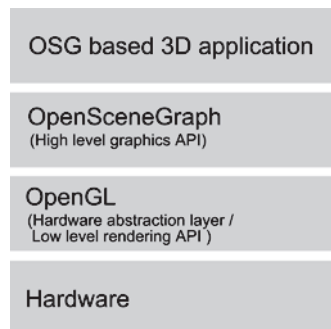 OSG based 3D application
OpenSceneGraph
(High level graphics API)
OpenGL
(Hardware abstraction layer /
Low level rendering API )
Hardware